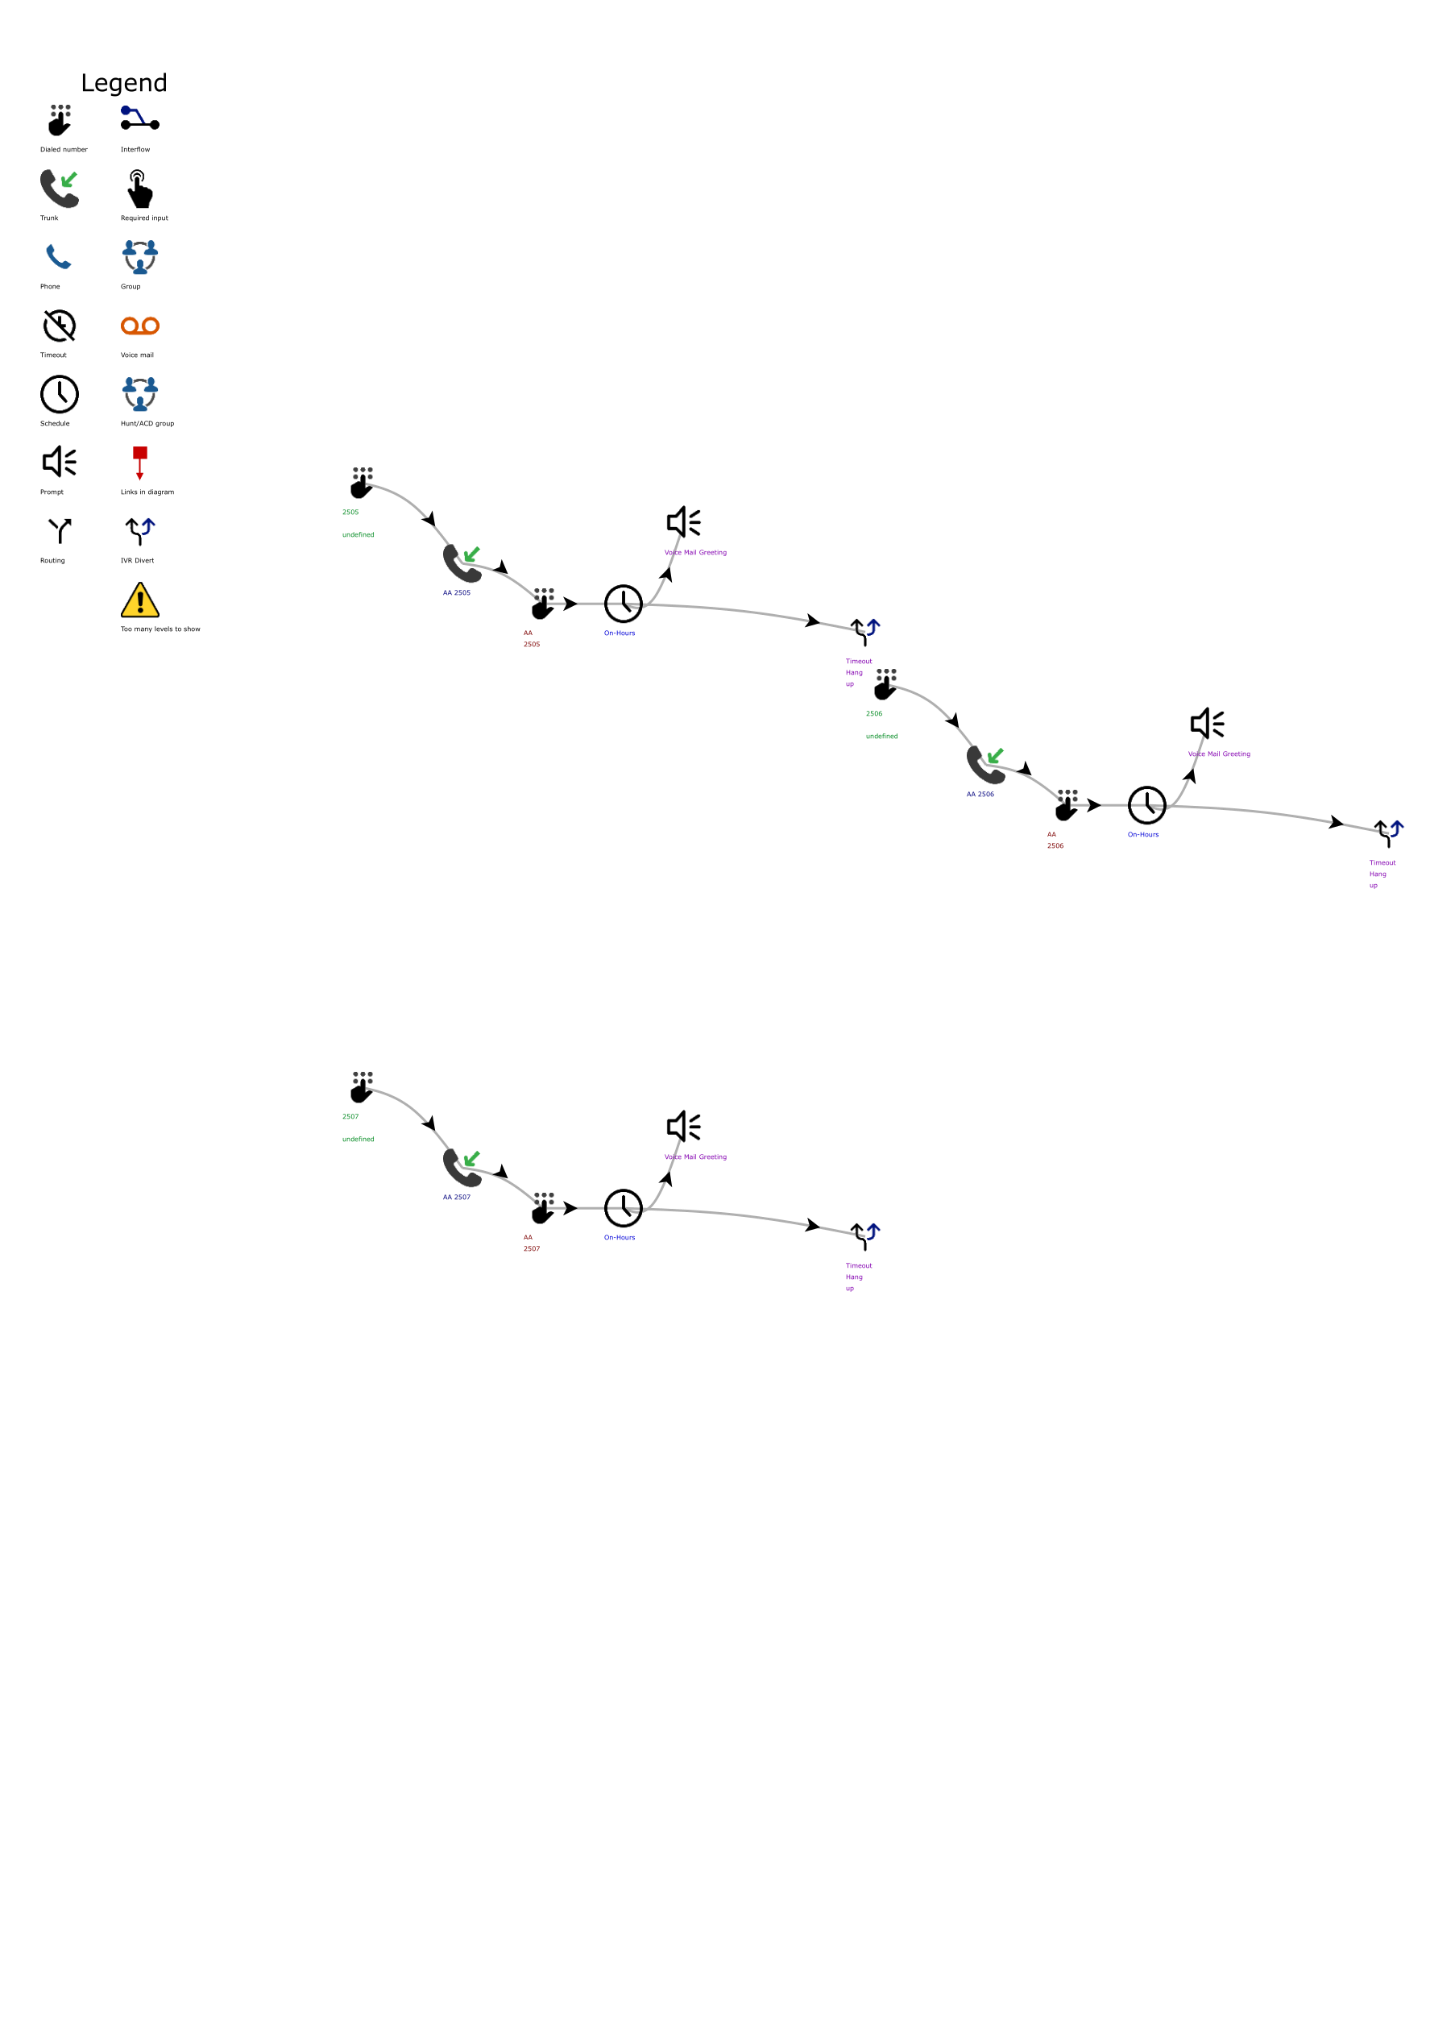 Legend
Dialed number
Interflow
Trunk
Required input
Phone
Group
Timeout
Voice mail
Schedule
Hunt/ACD group
Prompt
Links in diagram
Routing
IVR Divert
Too many levels to show
2505
undefined
AA 2505
AA
2505
On-Hours
Voice Mail Greeting
Timeout
Hang
up
2506
undefined
AA 2506
AA
2506
On-Hours
Voice Mail Greeting
Timeout
Hang
up
2507
undefined
AA 2507
AA
2507
On-Hours
Voice Mail Greeting
Timeout
Hang
up